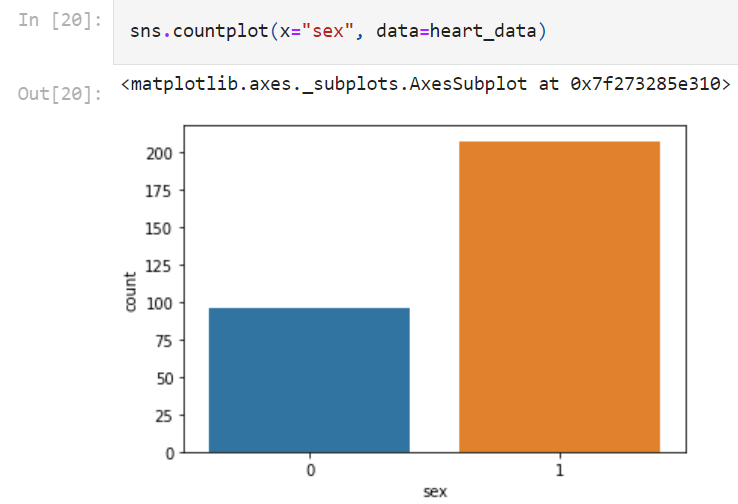 In [20]:
sns.countplot(x="sex", data=heart_data)
Out[20]:
<matplotlib.axes._subplots.AxesSubplot at 0x7f273285e310>
200
175
150
125
100
75
50
25
0
count
0 1
sex